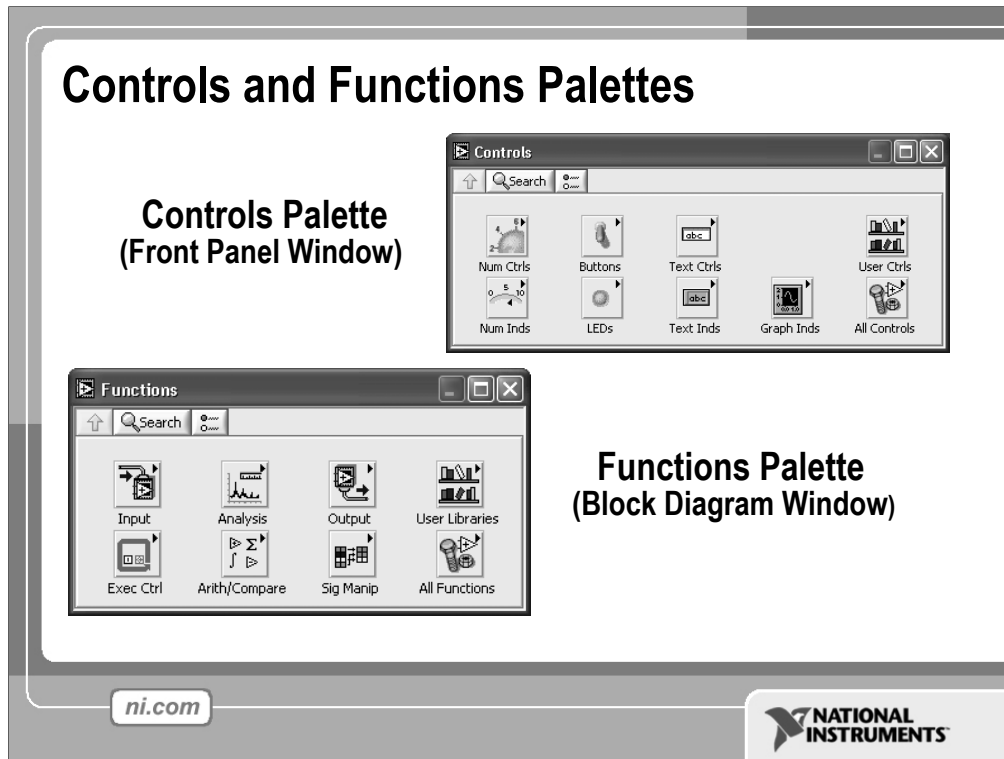 Controls and Functions Palettes
Controls Palette
(Front Panel Window)
Controls
Search
Num Ctrls Buttons Text Ctrls User Ctrls
Num Inds LEDs Text Inds Graph Inds All Controls
Functions
Search
Input Analysis Output User Libraries
Exec Ctrl Arith/Compare Sig Manip All Functions
Functions Palette
(Block Diagram Window)
ni.com
NATIONAL
INSTRUMENTS